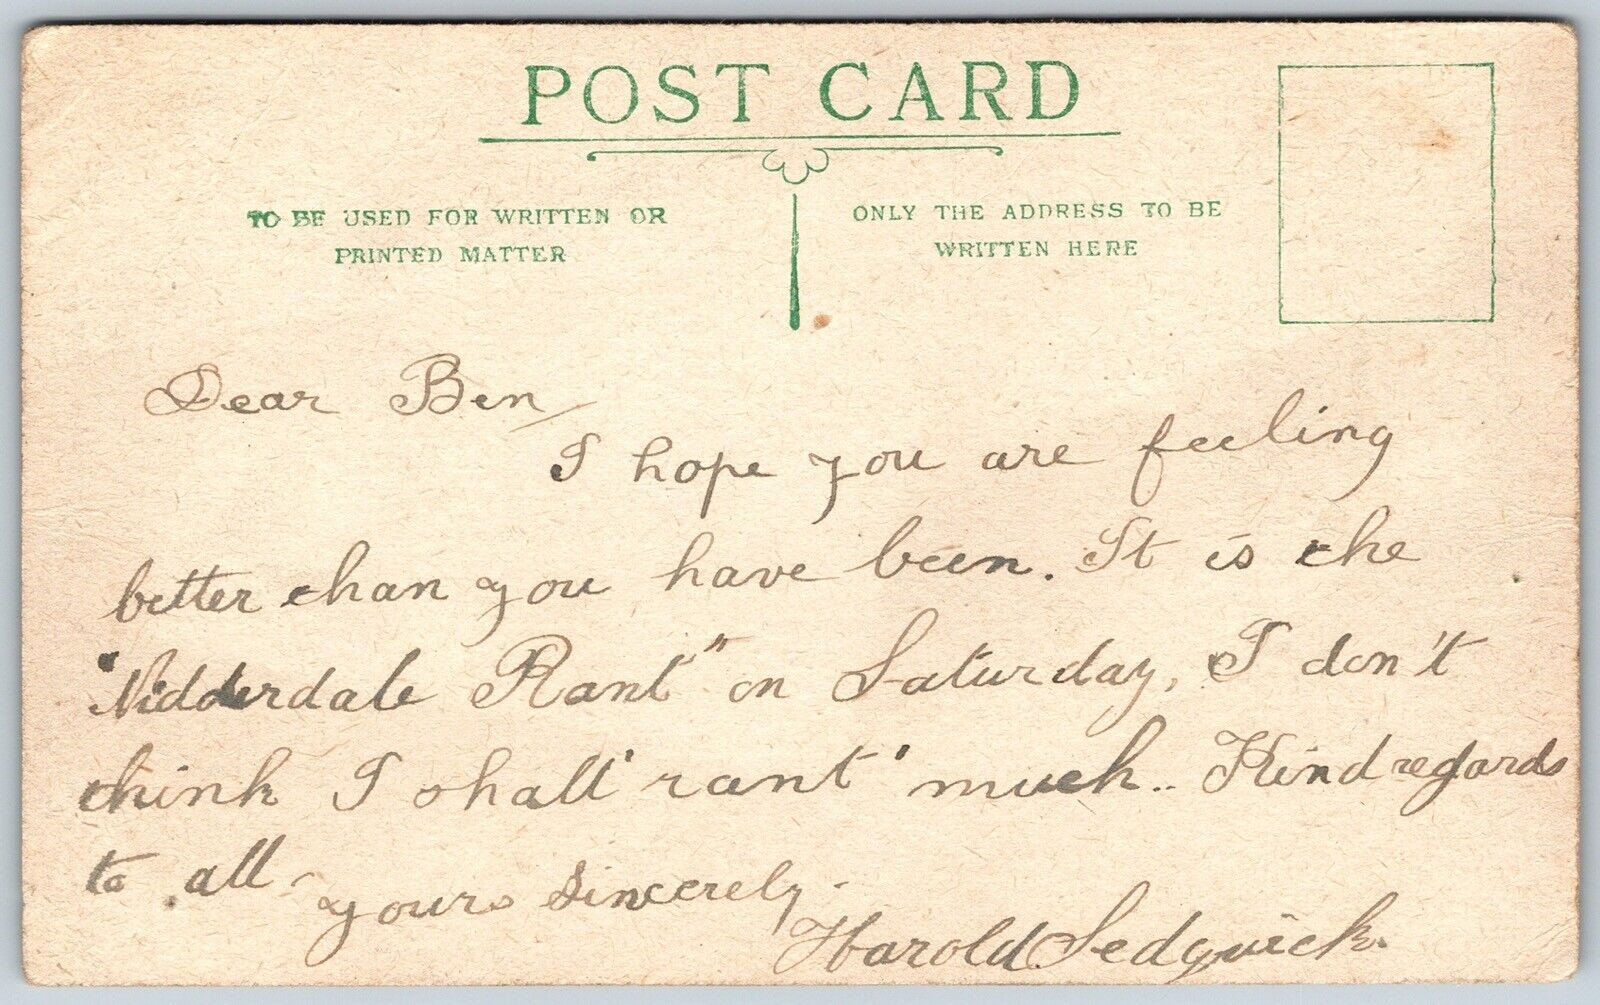 POST CARD
TO BE USED FOR WRITTEN OR
PRINTED MATTER
ONLY THE ADDRESS TO BE
WRITTEN HERE
Dear Ben,
I hope you are feeling
better than you have been. It is the
"Nidderdale Rant" on Saturday, I don't
think I shall 'rant' much.. Kind regards
to all -
yours sincerely -
Harold Sedgwick.